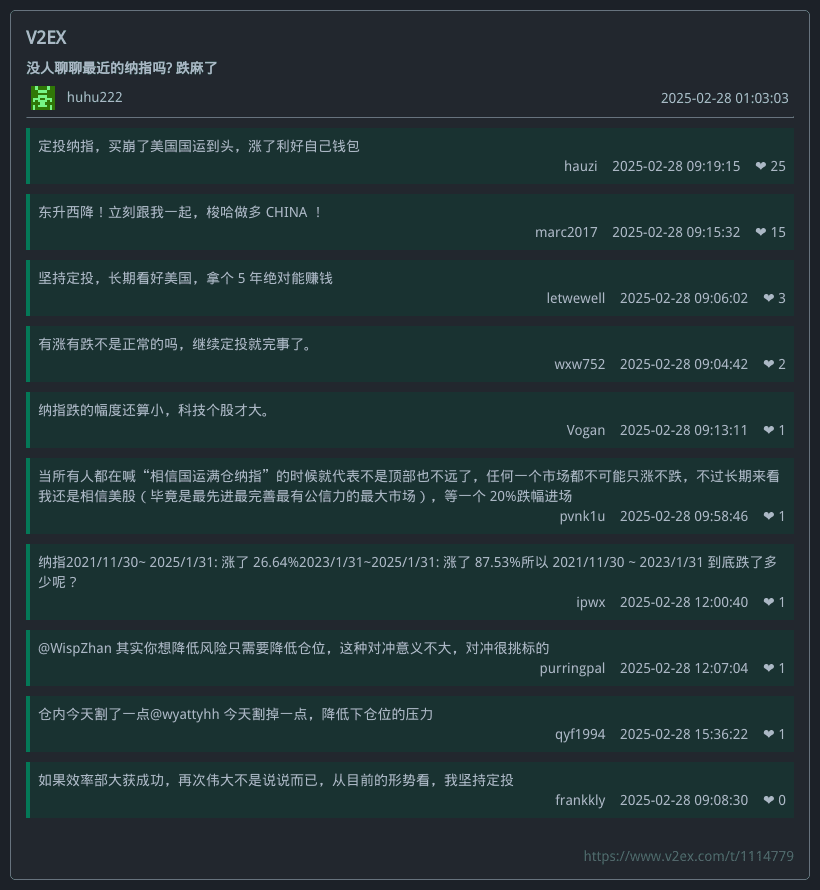 V2EX
没人聊聊最近的纳指吗? 跌麻了
huhu222 2025-02-28 01:03:03
定投纳指，买崩了美国国运到头，涨了利好自己钱包
hauzi 2025-02-28 09:19:15 ❤ 25
东升西降！立刻跟我一起，梭哈做多 CHINA ！
marc2017 2025-02-28 09:15:32 ❤ 15
坚持定投，长期看好美国，拿个 5 年绝对能赚钱
letwewell 2025-02-28 09:06:02 ❤ 3
有涨有跌不是正常的吗，继续定投就完事了。
wxw752 2025-02-28 09:04:42 ❤ 2
纳指跌的幅度还算小，科技个股才大。
Vogan 2025-02-28 09:13:11 ❤ 1
当所有人都在喊“相信国运满仓纳指”的时候就代表不是顶部也不远了，任何一个市场都不可能只涨不跌，不过长期来看
我还是相信美股（毕竟是最先进最完善最有公信力的最大市场），等一个 20%跌幅进场
pvnk1u 2025-02-28 09:58:46 ❤ 1
纳指2021/11/30~ 2025/1/31: 涨了 26.64%2023/1/31~2025/1/31: 涨了 87.53%所以 2021/11/30 ~ 2023/1/31 到底跌了多
少呢？
ipwx 2025-02-28 12:00:40 ❤ 1
@WispZhan 其实你想降低风险只需要降低仓位，这种对冲意义不大，对冲很挑标的
purringpal 2025-02-28 12:07:04 ❤ 1
仓内今天割了一点@wyattyhh 今天割掉一点，降低下仓位的压力
qyf1994 2025-02-28 15:36:22 ❤ 1
如果效率部大获成功，再次伟大不是说说而已，从目前的形势看，我坚持定投
frankkly 2025-02-28 09:08:30 ❤ 0
https://www.v2ex.com/t/1114779